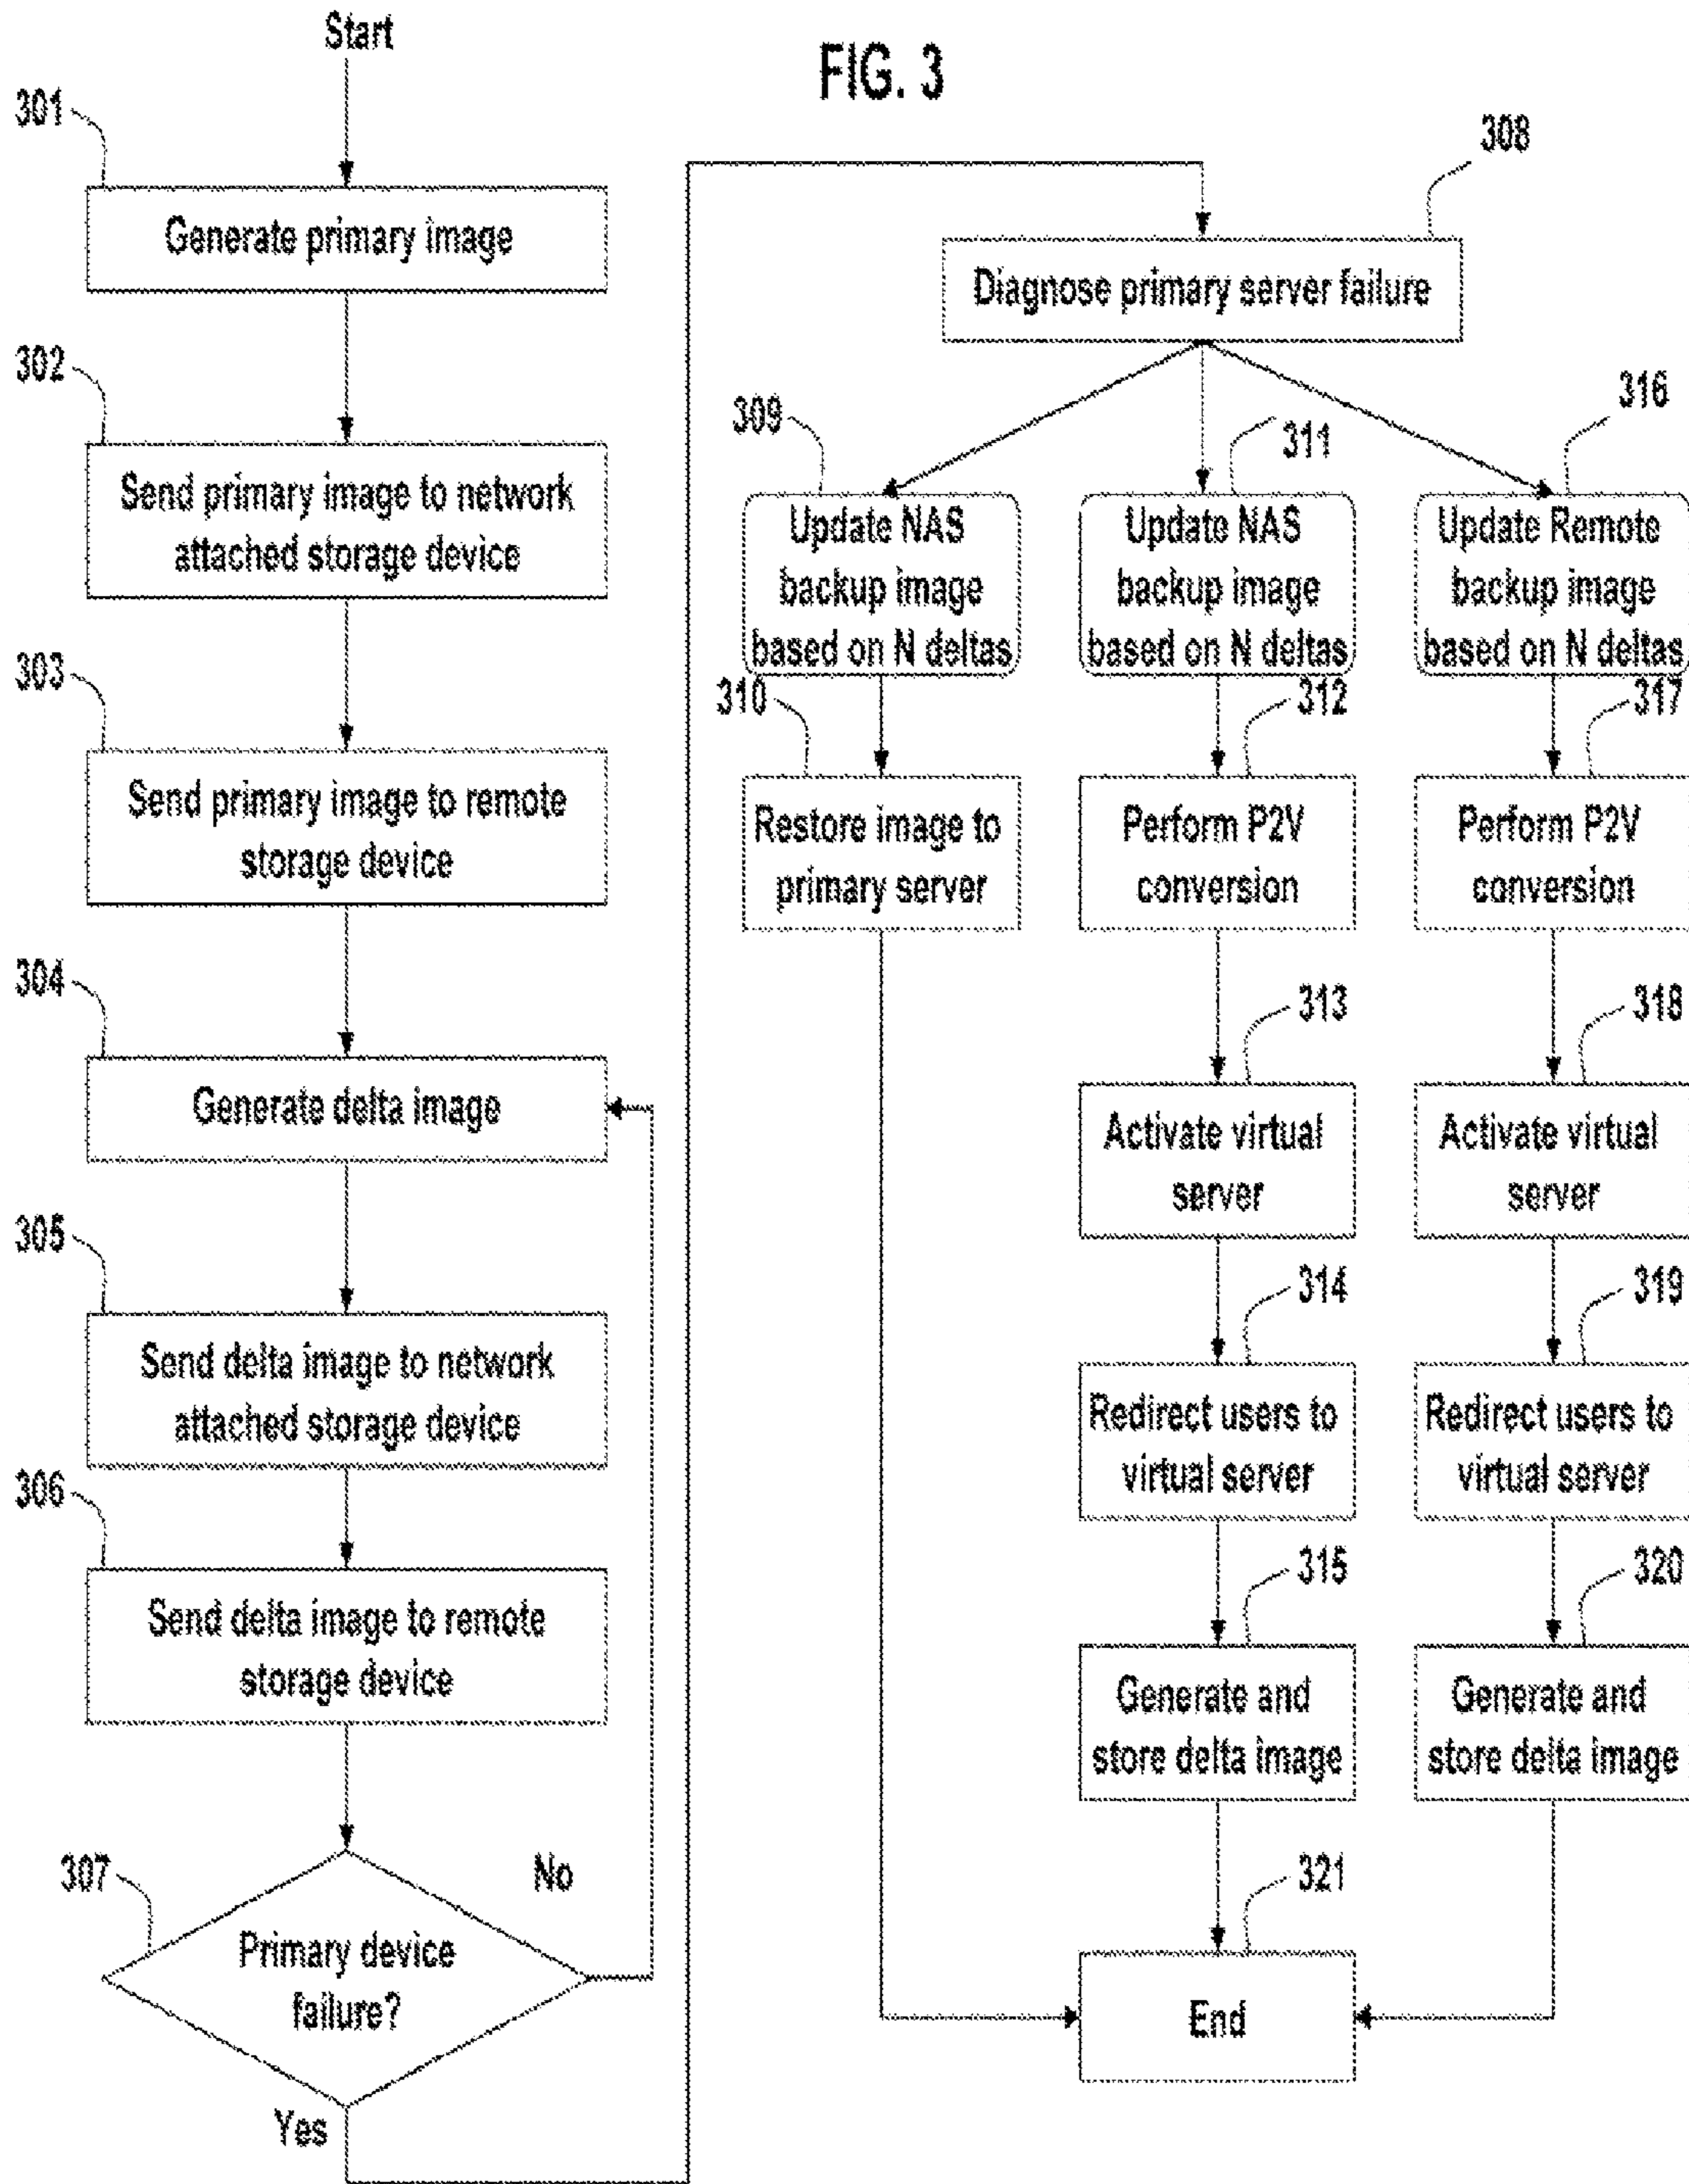 Start
FIG. 3
301
Generate primary image
302
Send primary image to network
attached storage device
303
Send primary image to remote
storage device
304
Generate delta image
305
Send delta image to network
attached storage device
306
Send delta image to remote
storage device
307
Primary device
failure?
No
Yes
308
Diagnose primary server failure
309
Update NAS
backup image
based on N deltas
310
Restore image to
primary server
311
Update NAS
backup image
based on N deltas
312
Perform P2V
conversion
313
Activate virtual
server
314
Redirect users to
virtual server
315
Generate and
store delta image
316
Update Remote
backup image
based on N deltas
317
Perform P2V
conversion
318
Activate virtual
server
319
Redirect users to
virtual server
320
Generate and
store delta image
321
End